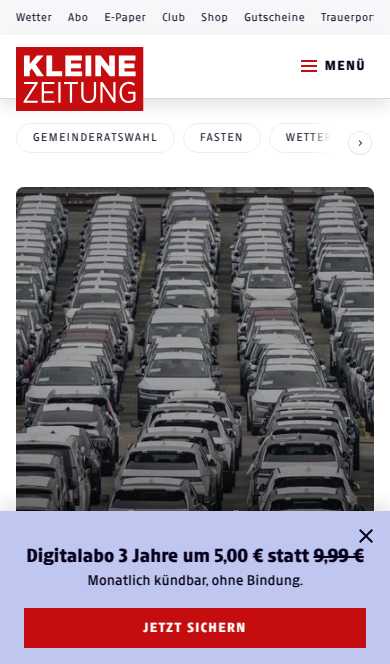 Wetter Abo E-Paper Club Shop Gutscheine Trauerpor
KLEINE
ZEITUNG
MENÜ
GEMEINDERATSWAHL FASTEN WETTER
Digitalabo 3 Jahre um 5,00 € statt 9,99 €
Monatlich kündbar, ohne Bindung.
JETZT SICHERN